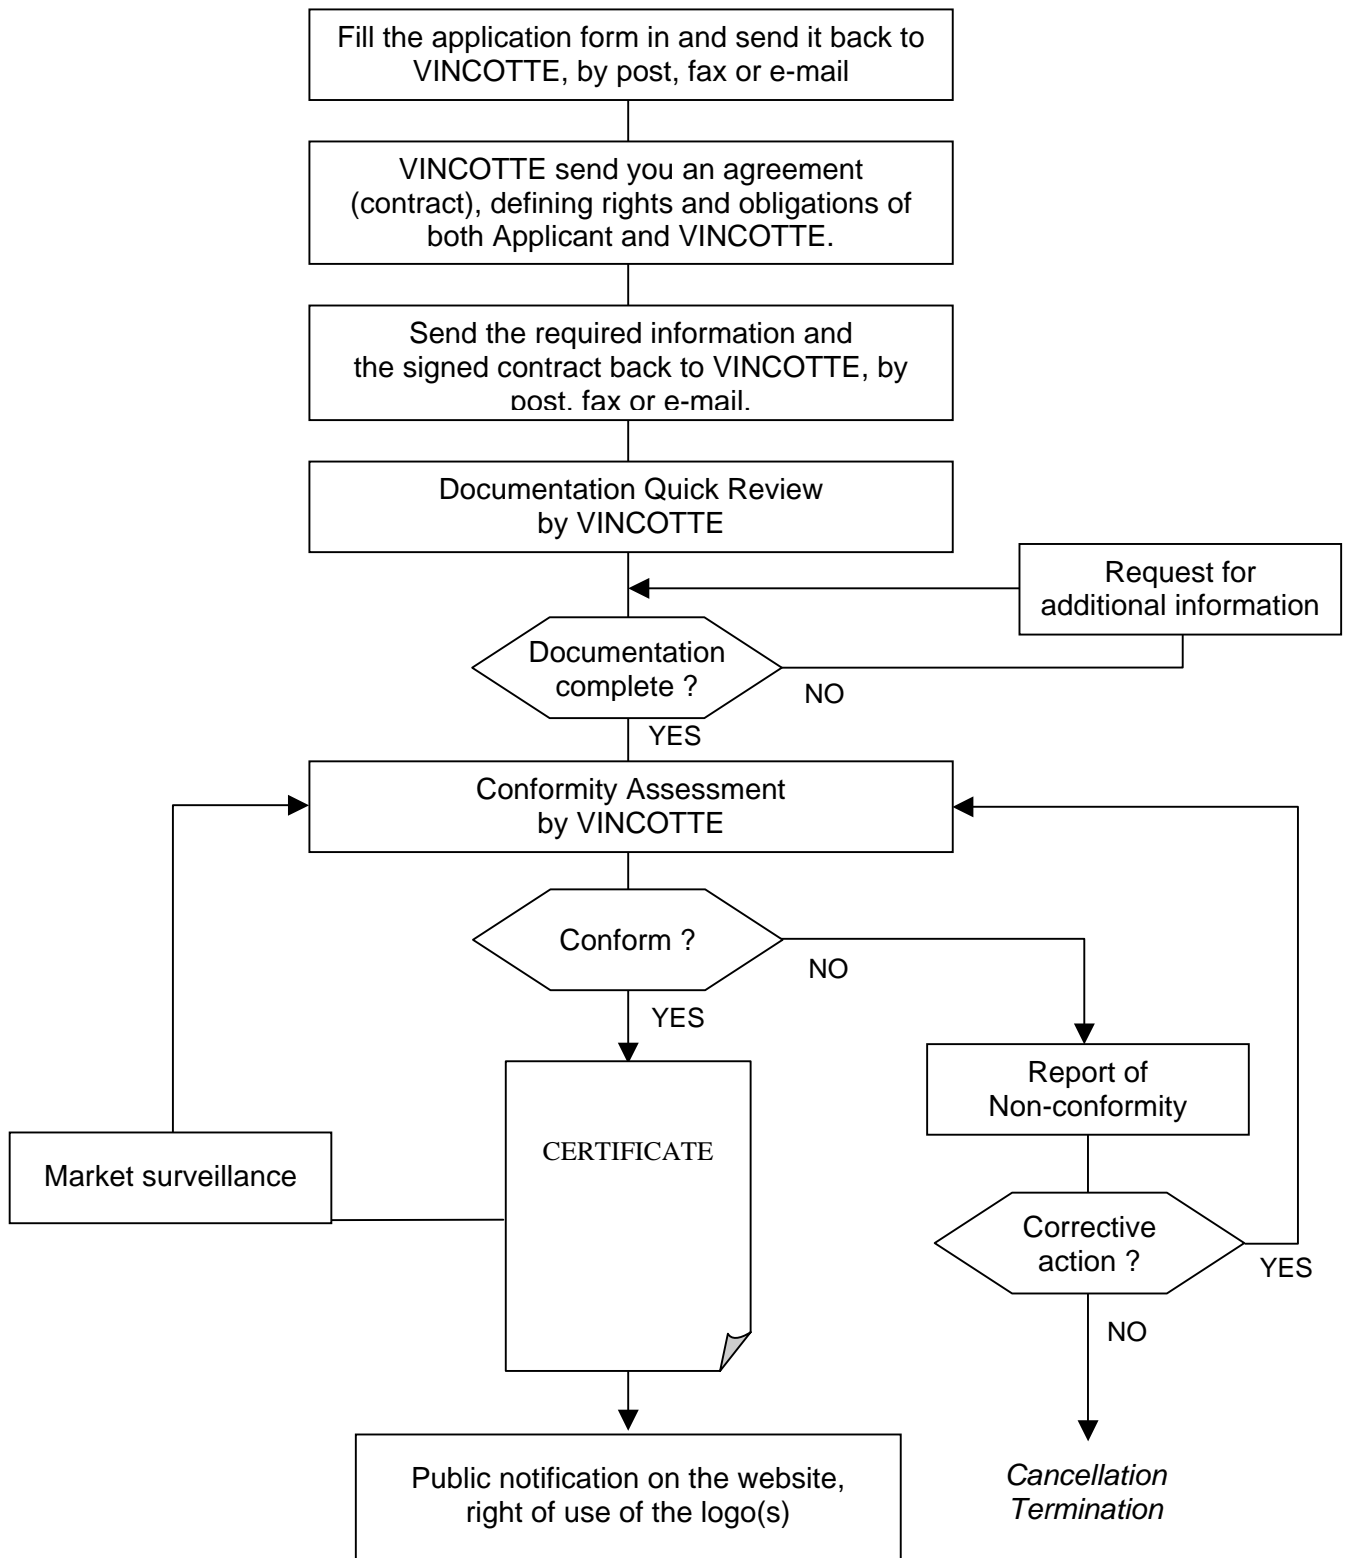 Fill the application form in and send it back to
VINCOTTE, by post, fax or e-mail
VINCOTTE send you an agreement
(contract), defining rights and obligations of
both Applicant and VINCOTTE.
Send the required information and
the signed contract back to VINCOTTE, by
post, fax or e-mail.
Documentation Quick Review
by VINCOTTE
Request for
additional information
Documentation
complete ?
NO
YES
Conformity Assessment
by VINCOTTE
Conform ?
NO
YES
Report of
Non-conformity
CERTIFICATE
Market surveillance
Corrective
action ?
YES
NO
Public notification on the website,
right of use of the logo(s)
Cancellation
Termination